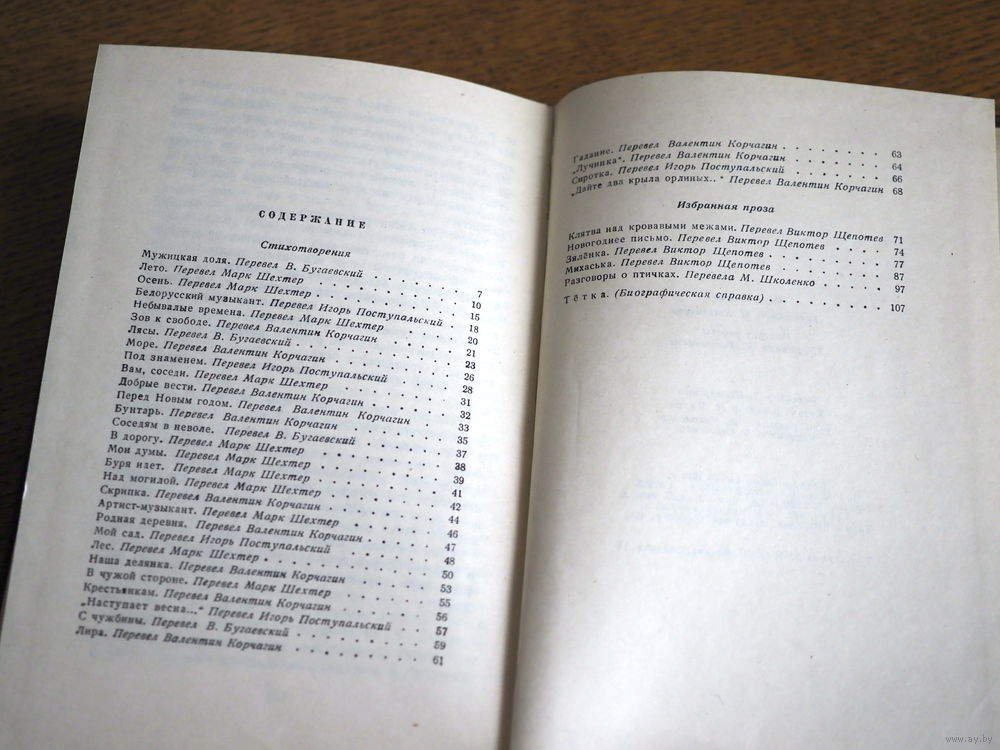 СОДЕРЖАНИЕ
Стихотворения
Мужицкая доля. Перевел В. Бугаевский . . . . . . . 7
Лето. Перевел Марк Шехтер . . . . . . . 10
Осень. Перевел Марк Шехтер . . . . . . . 15
Белорусский музыкант. Перевел Игорь Поступальский . 18
Небывалые времена. Перевел Марк Шехтер . . . . 20
Зов к свободе. Перевел Валентин Корчагин . . . . 21
Лясы. Перевел В. Бугаевский . . . . . . . 23
Море. Перевел Валентин Корчагин . . . . . . 26
Под знаменем. Перевел Игорь Поступальский . . . . 28
Вам, соседи. Перевел Марк Шехтер . . . . . . 31
Добрые вести. Перевел Валентин Корчагин . . . . . 32
Перед Новым годом. Перевел Валентин Корчагин . . . 33
Бунтарь. Перевел Валентин Корчагин . . . . . . 35
Соседям в неволе. Перевел В. Бугаевский . . . . . 37
В дорогу. Перевел Марк Шехтер . . . . . . . 38
Мои думы. Перевел Марк Шехтер . . . . . . . 39
Буря идет. Перевел Марк Шехтер . . . . . . . 41
Над могилой. Перевел Марк Шехтер . . . . . . 42
Скрипка. Перевел Валентин Корчагин . . . . . . 44
Артист-музыкант. Перевел Марк Шехтер . . . . . 46
Родная деревня. Перевел Валентин Корчагин . . . . 47
Мой сад. Перевел Игорь Поступальский . . . . . 48
Лес. Перевел Марк Шехтер . . . . . . . . 50
Наша делянка. Перевел Валентин Корчагин . . . . . 53
В чужой стороне. Перевел Марк Шехтер . . . . . 55
Крестьянкам. Перевел Валентин Корчагин . . . . . 56
„Наступает весна...“ Перевел Игорь Поступальский . . 57
С чужбины. Перевел В. Бугаевский . . . . . . 59
Лира. Перевел Валентин Корчагин . . . . . . . 61
Гадание. Перевел Валентин Корчагин . . . . . . 63
„Лучинка“. Перевел Валентин Корчагин . . . . . . 64
Сиротка. Перевел Игорь Поступальский . . . . . . 66
„Дайте два крыла орлиных..“ Перевел Валентин Корчагин 68
Избранная проза
Клятва над кровавыми межами. Перевел Виктор Щепотев 71
Новогоднее письмо. Перевел Виктор Щепотев . . . 74
Зялёнка. Перевел Виктор Щепотев . . . . . . 77
Михаська. Перевел Виктор Щепотев . . . . . . 87
Разговоры о птичках. Перевела М. Школенко . . . . 97
Тётка. (Биографическая справка) . . . . . . . 107
www.ay.by